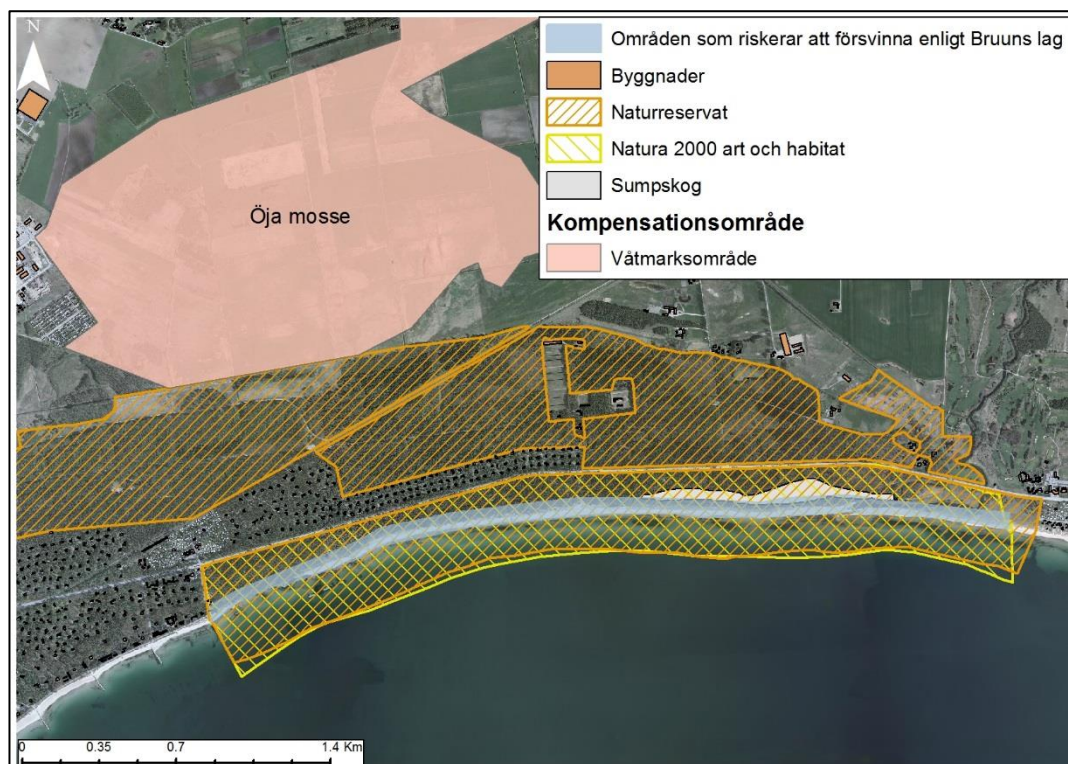 N
Områden som riskerar att försvinna enligt Bruuns lag
Byggnader
Naturreservat
Natura 2000 art och habitat
Sumpskog
Kompensationsområde
Våtmarksområde
Öja mosse
0 0.35 0.7 1.4 Km